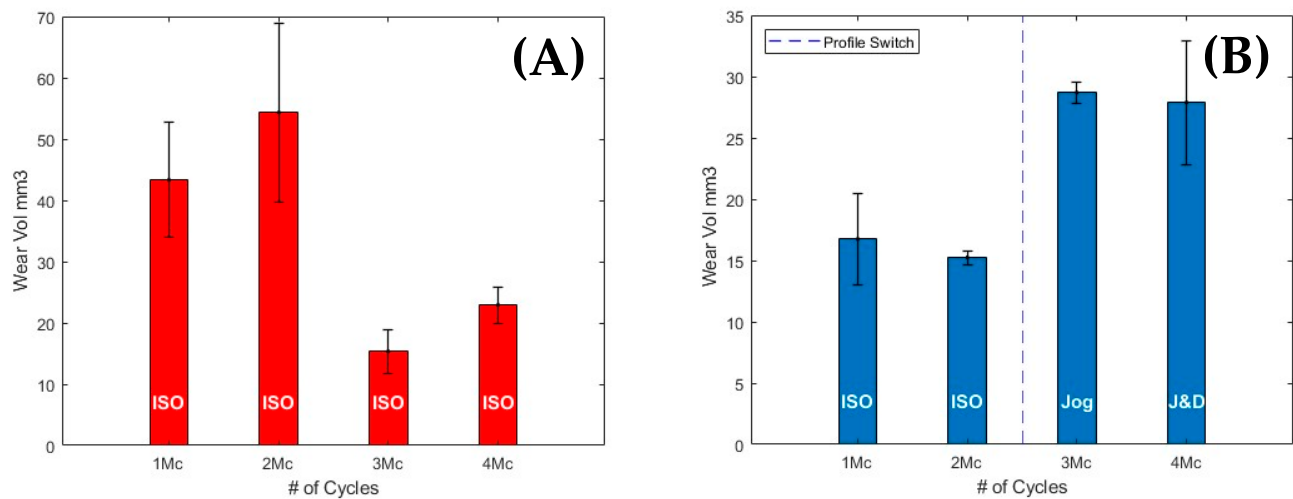 (A)
Wear Vol mm3
70
60
50
40
30
20
10
0
ISO
ISO
ISO
ISO
1Mc
2Mc
3Mc
4Mc
# of Cycles
(B)
Profile Switch
Wear Vol mm3
35
30
25
20
15
10
5
0
ISO
ISO
Jog
J&D
1Mc
2Mc
3Mc
4Mc
# of Cycles